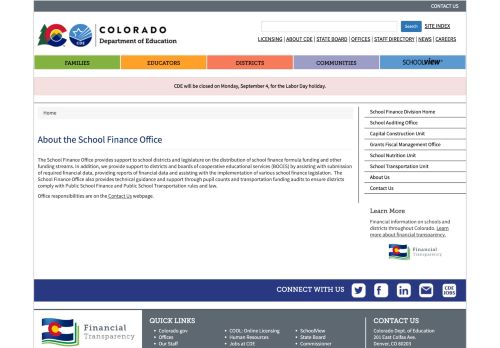 CONTACT US
COLORADO
Department of Education
CDE
Search
SITE INDEX
LICENSING | ABOUT CDE | STATE BOARD | OFFICES | STAFF DIRECTORY | NEWS | CAREERS
FAMILIES
EDUCATORS
DISTRICTS
COMMUNITIES
SCHOOLVIEW
CDE will be closed on Monday, September 4, for the Labor Day holiday.
Home
About the School Finance Office
The School Finance Office provides support to school districts and legislature on the distribution of school finance formula funding and other
funding streams. In addition, we provide support to districts and boards of cooperative educational services (BOCES) by assisting with submission
of required financial data, providing reports of financial data and assisting with the implementation of various school finance legislation. The
School Finance Office also provides technical guidance and support through pupil counts and transportation funding audits to ensure districts
comply with Public School Finance and Public School Transportation rules and law.
Office responsibilities are on the Contact Us webpage.
School Finance Division Home
School Auditing Office
Capital Construction Unit
Grants Fiscal Management Office
School Nutrition Unit
School Transportation Unit
About Us
Contact Us
Learn More
Financial information on schools and
districts throughout Colorado. Learn
more about financial transparency.
Financial
Transparency
CONNECT WITH US
CDE
JOBS
Financial
Transparency
QUICK LINKS
Colorado.gov
Offices
Our Staff
COOL: Online Licensing
Human Resources
Jobs at CDE
SchoolView
State Board
Commissioner
CONTACT US
Colorado Dept. of Education
201 East Colfax Ave.
Denver, CO 80203